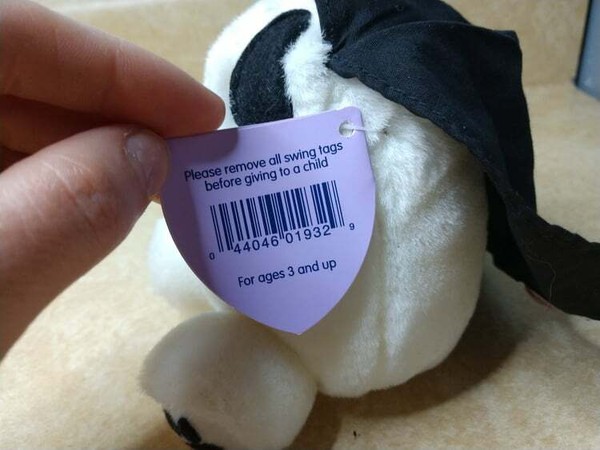 Please remove all swing tags
before giving to a child
0 44046 01932 9
For ages 3 and up